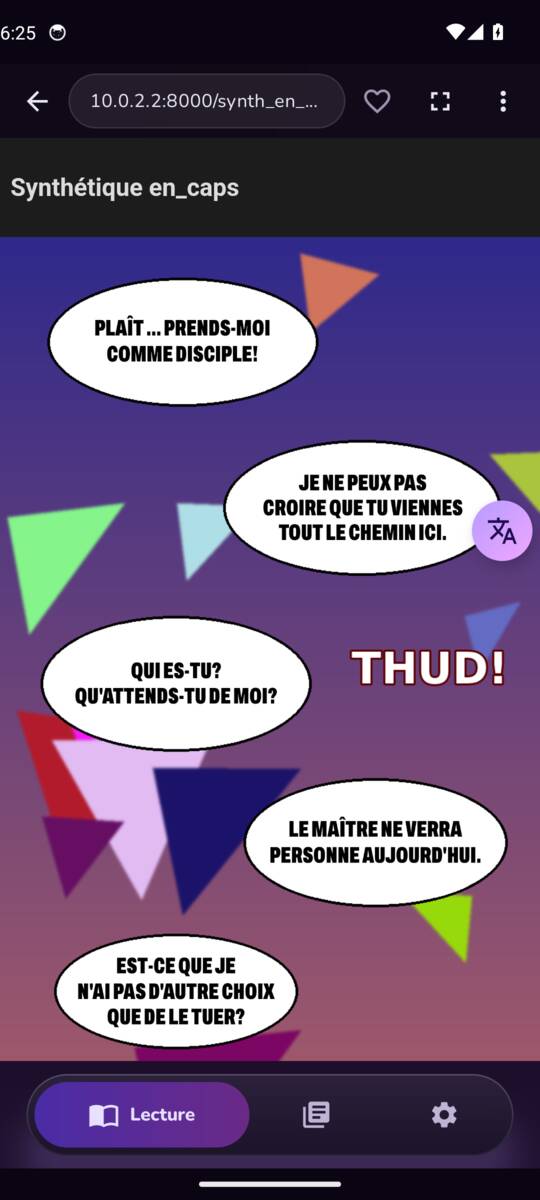 6:25
10.0.2.2:8000/synth_en_...
Synthétique en_caps
PLAÎT ... PRENDS-MOI
COMME DISCIPLE!
JE NE PEUX PAS
CROIRE QUE TU VIENNES
TOUT LE CHEMIN ICI.
QUI ES-TU?
QU'ATTENDS-TU DE MOI?
THUD!
LE MAÎTRE NE VERRA
PERSONNE AUJOURD'HUI.
EST-CE QUE JE
N'AI PAS D'AUTRE CHOIX
QUE DE LE TUER?
Lecture